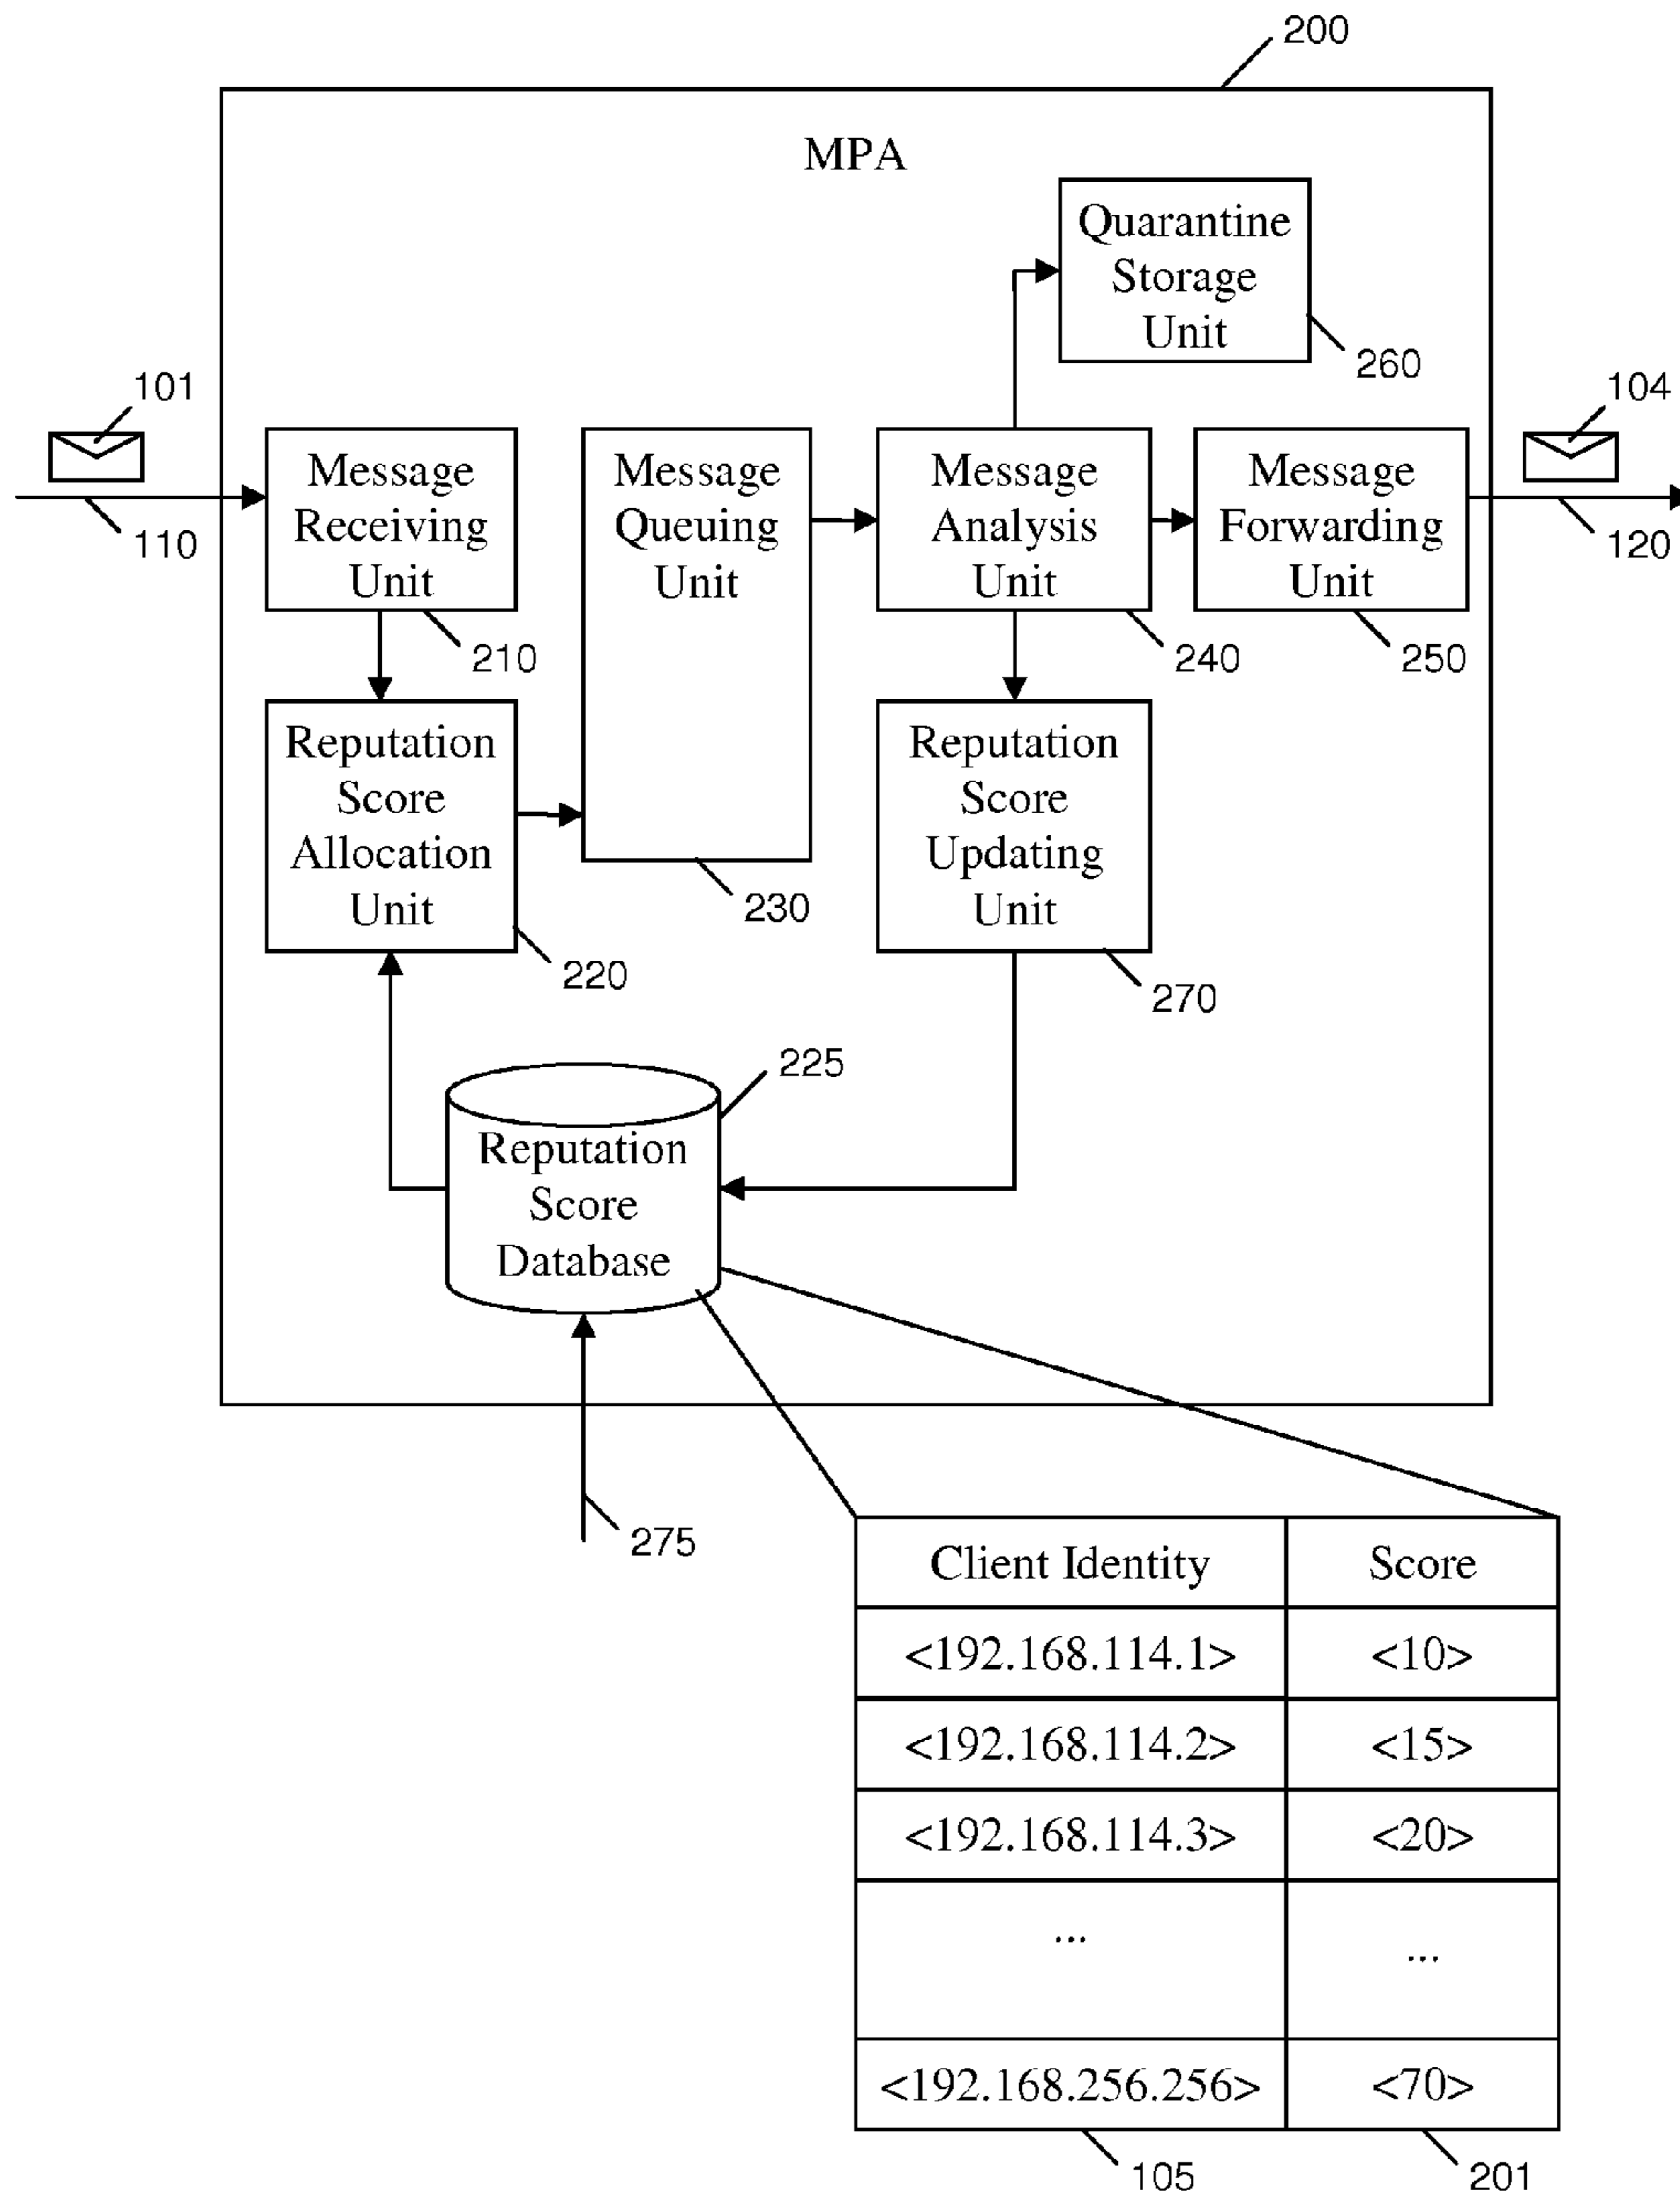 200
MPA
Quarantine
Storage
Unit
260
101
104
110
120
Message
Receiving
Unit
210
Message
Queuing
Unit
230
Message
Analysis
Unit
240
Message
Forwarding
Unit
250
Reputation
Score
Allocation
Unit
220
Reputation
Score
Updating
Unit
270
225
Reputation
Score
Database
275
Client Identity Score
<192.168.114.1> <10>
<192.168.114.2> <15>
<192.168.114.3> <20>
... ...
<192.168.256.256> <70>
105 201